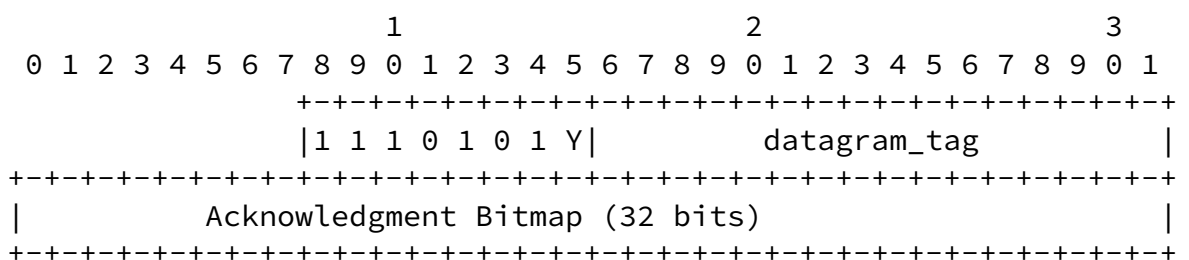 1                   2                   3
 0 1 2 3 4 5 6 7 8 9 0 1 2 3 4 5 6 7 8 9 0 1 2 3 4 5 6 7 8 9 0 1
                +-+-+-+-+-+-+-+-+-+-+-+-+-+-+-+-+-+-+-+-+-+-+-+-+
                |1 1 1 0 1 0 1 Y|         datagram_tag          |
+-+-+-+-+-+-+-+-+-+-+-+-+-+-+-+-+-+-+-+-+-+-+-+-+-+-+-+-+-+-+-+-+
|          Acknowledgment Bitmap (32 bits)                      |
+-+-+-+-+-+-+-+-+-+-+-+-+-+-+-+-+-+-+-+-+-+-+-+-+-+-+-+-+-+-+-+-+